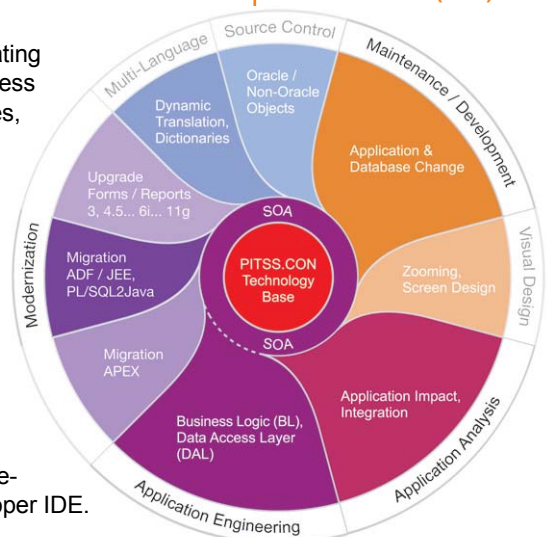 ating
ess
es,
e-
oper IDE.
Source Control
Multi-Language
Maintenance / Development
Modernization
Visual Design
Application Analysis
Application Engineering
Oracle /
Non-Oracle
Objects
Dynamic
Translation,
Dictionaries
Application &
Database Change
Upgrade
Forms / Reports
3, 4.5... 6i... 11g
SOA
PITSS.CON
Technology
Base
SOA
Zooming,
Screen Design
Migration
ADF / JEE,
PL/SQL2Java
Migration
APEX
Application Impact,
Integration
Business Logic (BL),
Data Access Layer
(DAL)